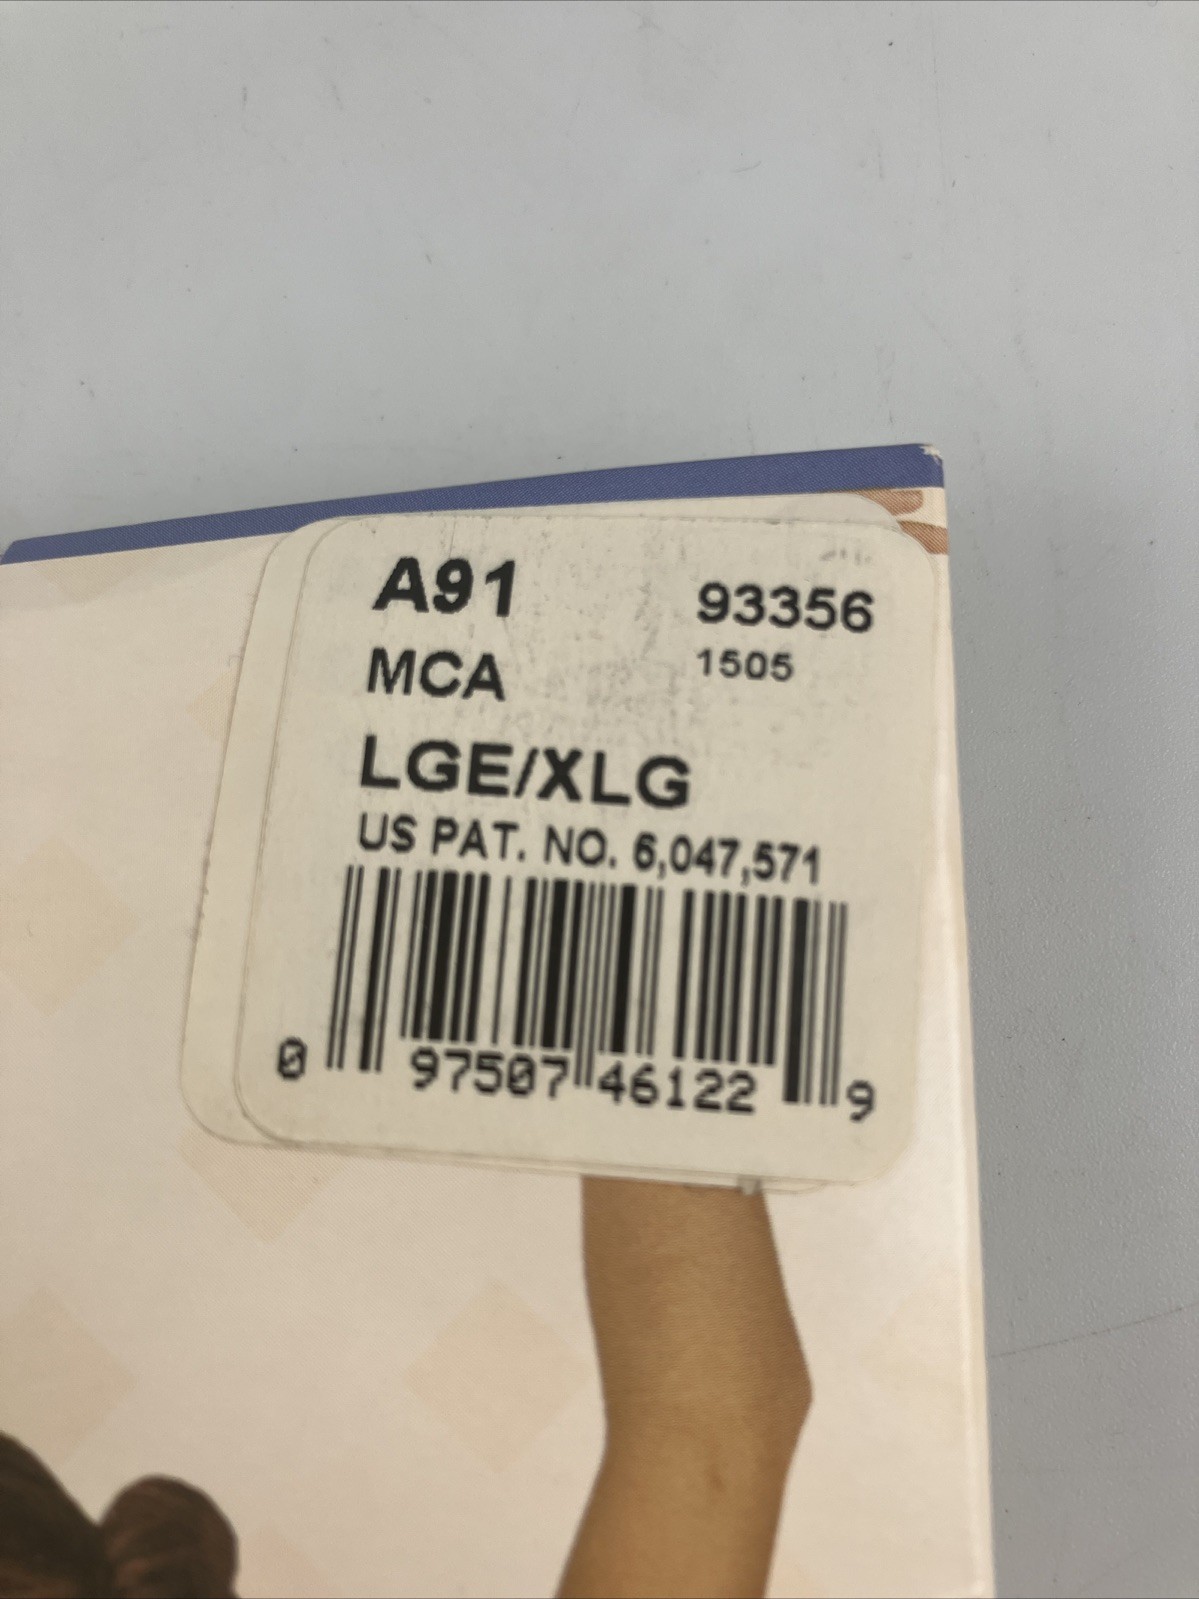 A91 93356
MCA 1505
LGE/XLG
US PAT. NO. 6,047,571
0 97507 46122 9